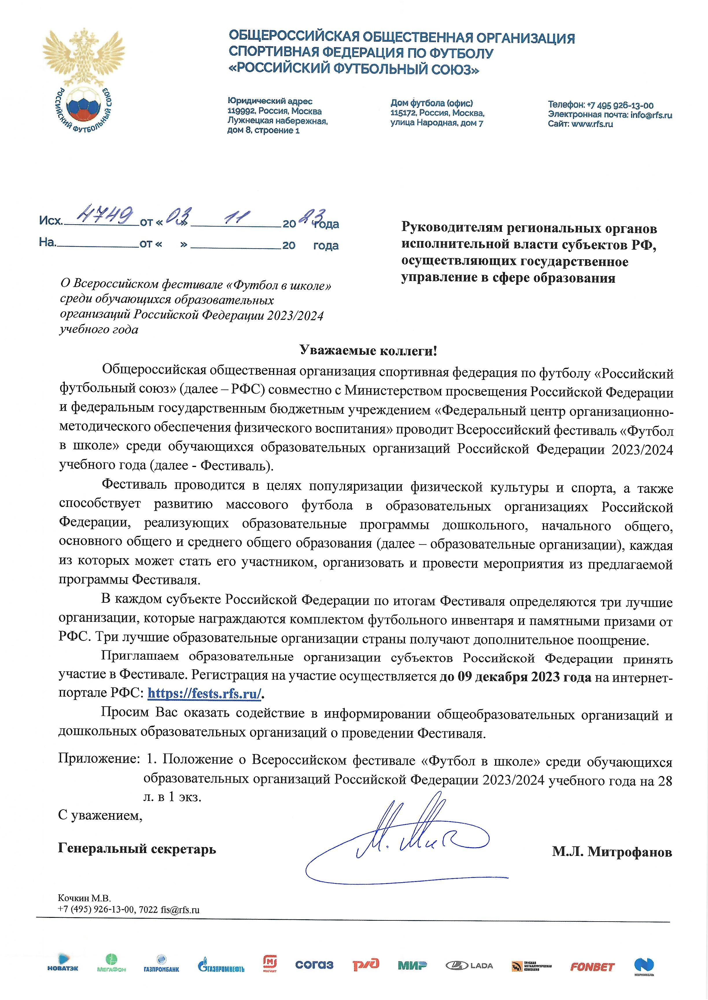 ОБЩЕРОССИЙСКАЯ ОБЩЕСТВЕННАЯ ОРГАНИЗАЦИЯ
СПОРТИВНАЯ ФЕДЕРАЦИЯ ПО ФУТБОЛУ
«РОССИЙСКИЙ ФУТБОЛЬНЫЙ СОЮЗ»
РОССИЙСКИЙ ФУТБОЛЬНЫЙ СОЮЗ
Юридический адрес
119992, Россия, Москва
Лужнецкая набережная,
дом 8, строение 1
Дом футбола (офис)
115172, Россия, Москва,
улица Народная, дом 7
Телефон: +7 495 926-13-00
Электронная почта: info@rfs.ru
Сайт: www.rfs.ru
Исх. 4749 от « 03 » 11 20 23 года
На. от « » 20 года
Руководителям региональных органов
исполнительной власти субъектов РФ,
осуществляющих государственное
управление в сфере образования
О Всероссийском фестивале «Футбол в школе»
среди обучающихся образовательных
организаций Российской Федерации 2023/2024
учебного года
Уважаемые коллеги!
Общероссийская общественная организация спортивная федерация по футболу «Российский
футбольный союз» (далее – РФС) совместно с Министерством просвещения Российской Федерации
и федеральным государственным бюджетным учреждением «Федеральный центр организационно-
методического обеспечения физического воспитания» проводит Всероссийский фестиваль «Футбол
в школе» среди обучающихся образовательных организаций Российской Федерации 2023/2024
учебного года (далее - Фестиваль).
Фестиваль проводится в целях популяризации физической культуры и спорта, а также
способствует развитию массового футбола в образовательных организациях Российской
Федерации, реализующих образовательные программы дошкольного, начального общего,
основного общего и среднего общего образования (далее – образовательные организации), каждая
из которых может стать его участником, организовать и провести мероприятия из предлагаемой
программы Фестиваля.
В каждом субъекте Российской Федерации по итогам Фестиваля определяются три лучшие
организации, которые награждаются комплектом футбольного инвентаря и памятными призами от
РФС. Три лучшие образовательные организации страны получают дополнительное поощрение.
Приглашаем образовательные организации субъектов Российской Федерации принять
участие в Фестивале. Регистрация на участие осуществляется до 09 декабря 2023 года на интернет-
портале РФС: https://fests.rfs.ru/.
Просим Вас оказать содействие в информировании общеобразовательных организаций и
дошкольных образовательных организаций о проведении Фестиваля.
Приложение: 1. Положение о Всероссийском фестивале «Футбол в школе» среди обучающихся
образовательных организаций Российской Федерации 2023/2024 учебного года на 28
л. в 1 экз.
С уважением,
Генеральный секретарь
М.Л. Митрофанов
Кочкин М.В.
+7 (495) 926-13-00, 7022 fis@rfs.ru
НОВАТЭК
МЕГАФОН
ГАЗПРОМБАНК
ГАЗПРОМНЕФТЬ
МАГНИТ
СОГАЗ
РЖД
МИР
LADA
ТРУБНАЯ
МЕТАЛЛУРГИЧЕСКАЯ
КОМПАНИЯ
FONBET
НОРНИКЕЛЬ